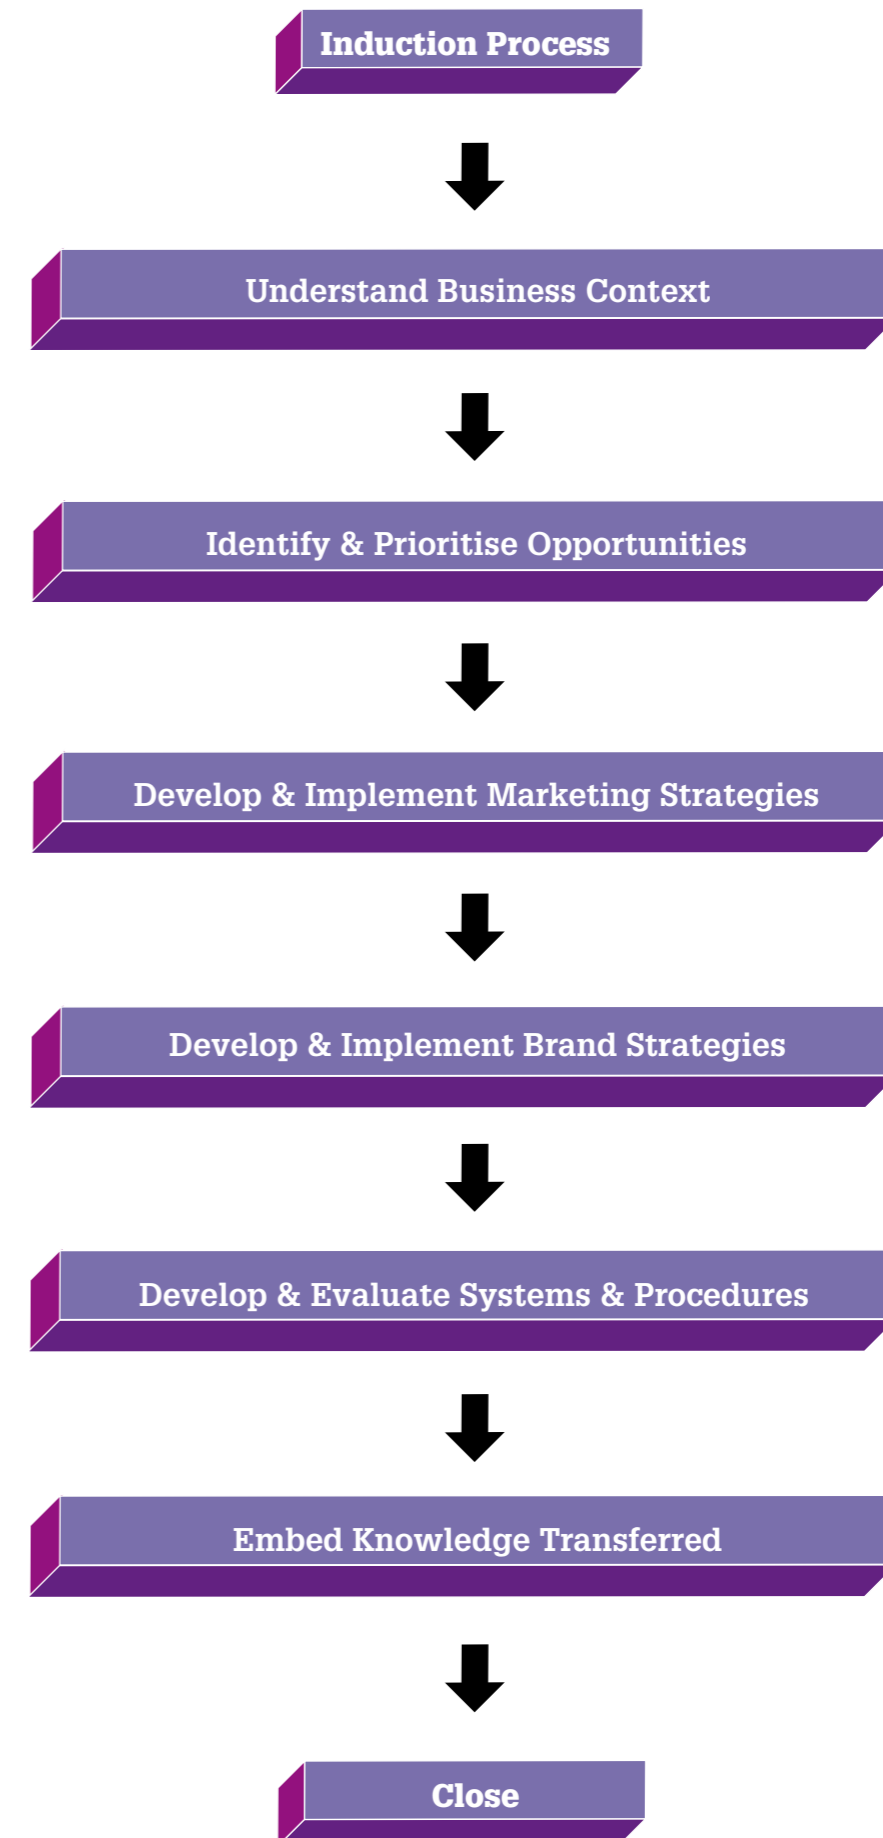 Induction Process
Understand Business Context
Identify & Prioritise Opportunities
Develop & Implement Marketing Strategies
Develop & Implement Brand Strategies
Develop & Evaluate Systems & Procedures
Embed Knowledge Transferred
Close